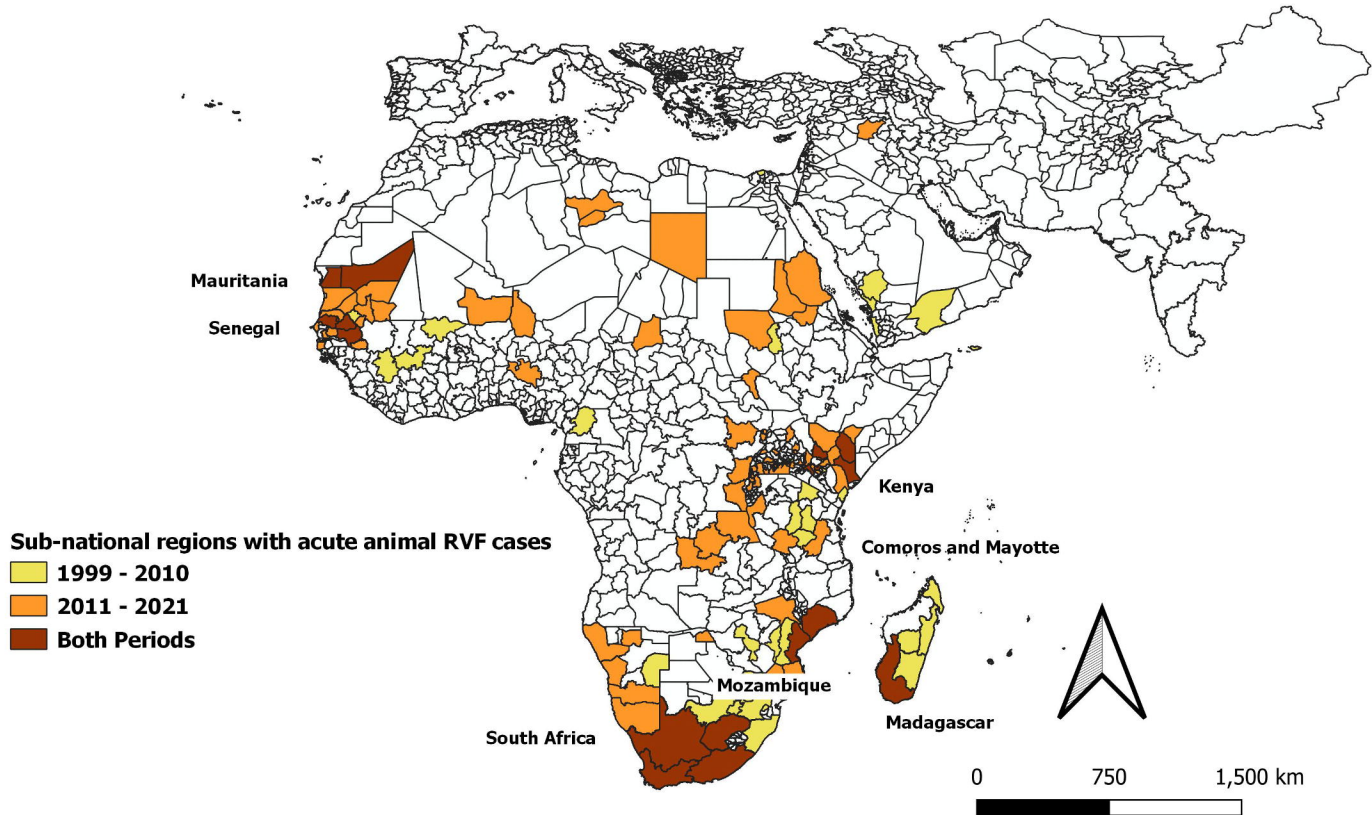 Mauritania
Senegal
Kenya
Sub-national regions with acute animal RVF cases
1999 - 2010
2011 - 2021
Both Periods
Comoros and Mayotte
Mozambique
Madagascar
South Africa
0 750 1,500 km